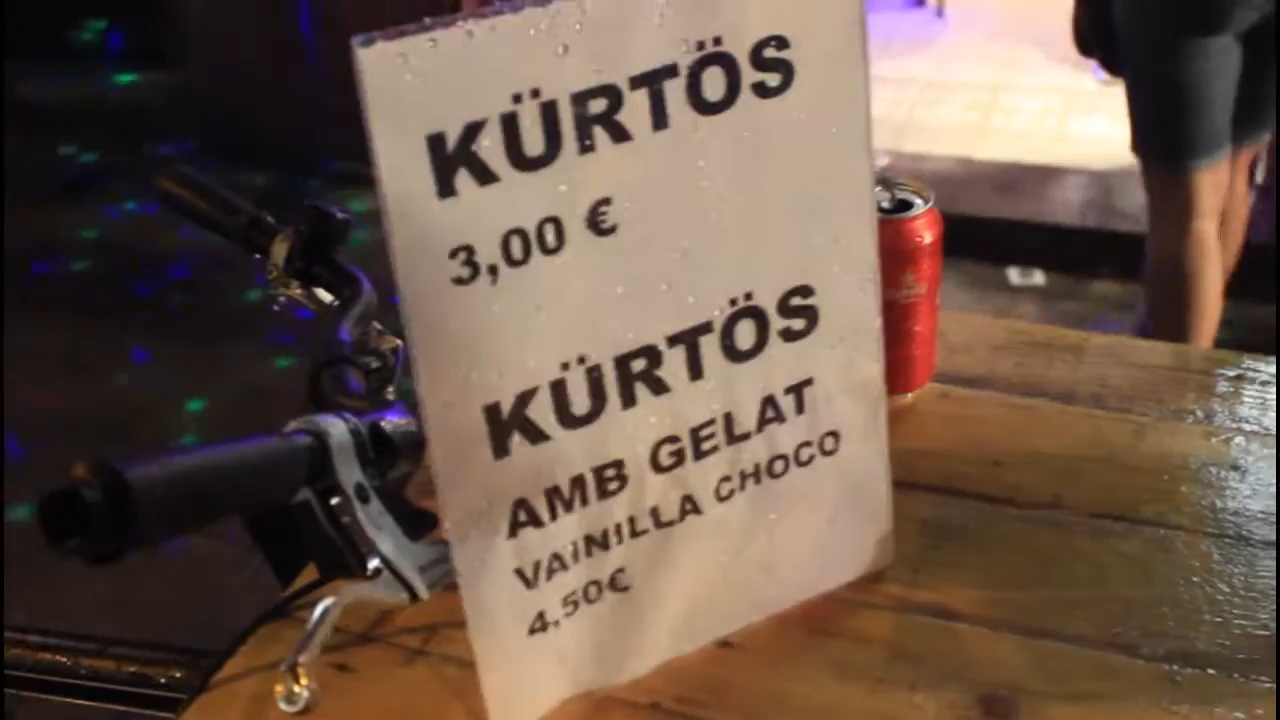 KÜRTÖS
3,00 €
KÜRTÖS
AMB GELAT
VAINILLA CHOCO
4,50€